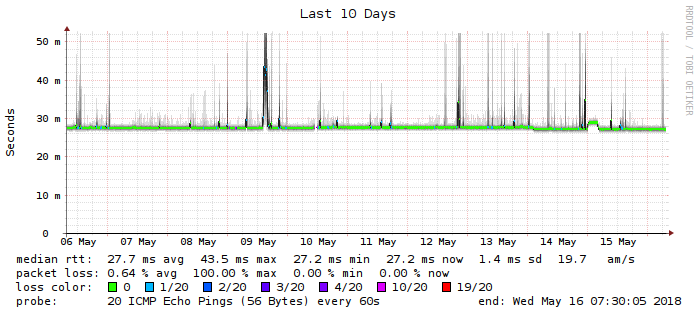 Last 10 Days
RRDTOOL / TOBI OETIKER
Seconds
50 m
40 m
30 m
20 m
10 m
0
06 May 07 May 08 May 09 May 10 May 11 May 12 May 13 May 14 May 15 May
median rtt: 27.7 ms avg 43.5 ms max 27.2 ms min 27.2 ms now 1.4 ms sd 19.7 am/s
packet loss: 0.64 % avg 100.00 % max 0.00 % min 0.00 % now
loss color: 0 1/20 2/20 3/20 4/20 10/20 19/20
probe: 20 ICMP Echo Pings (56 Bytes) every 60s end: Wed May 16 07:30:05 2018